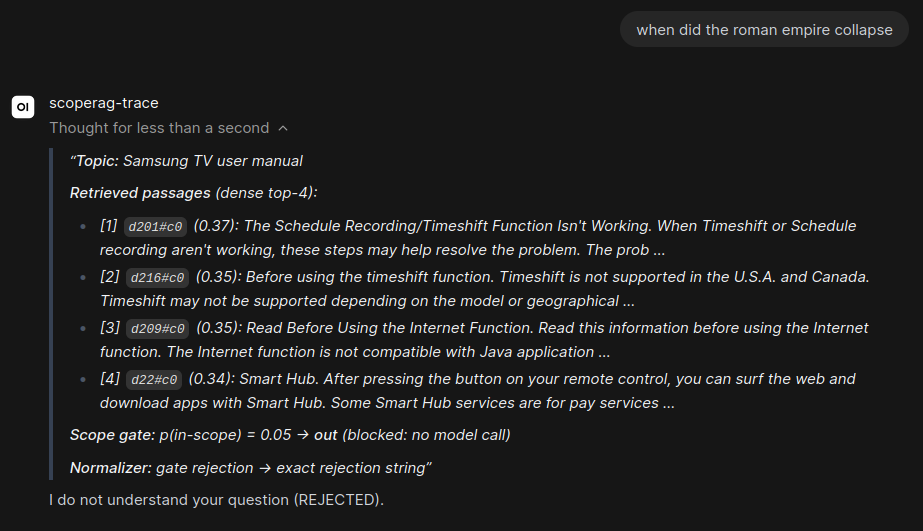 when did the roman empire collapse
OI
scoperag-trace
Thought for less than a second
“Topic: Samsung TV user manual
Retrieved passages (dense top-4):
[1] d201#c0 (0.37): The Schedule Recording/Timeshift Function Isn't Working. When Timeshift or Schedule
recording aren't working, these steps may help resolve the problem. The prob ...
[2] d216#c0 (0.35): Before using the timeshift function. Timeshift is not supported in the U.S.A. and Canada.
Timeshift may not be supported depending on the model or geographical ...
[3] d209#c0 (0.35): Read Before Using the Internet Function. Read this information before using the Internet
function. The Internet function is not compatible with Java application ...
[4] d22#c0 (0.34): Smart Hub. After pressing the button on your remote control, you can surf the web and
download apps with Smart Hub. Some Smart Hub services are for pay services ...
Scope gate: p(in-scope) = 0.05 → out (blocked: no model call)
Normalizer: gate rejection → exact rejection string”
I do not understand your question (REJECTED).